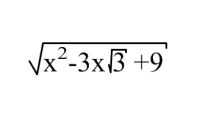 √(x²-3x√3 +9)